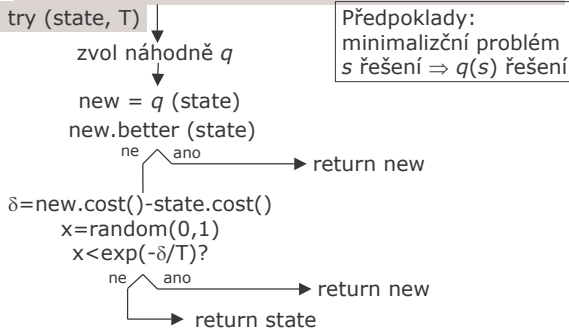 try (state, T)
Předpoklady:
minimalizční problém
s řešení ⇒ q(s) řešení
zvol náhodně q
new = q (state)
new.better (state)
ne ano
return new
δ=new.cost()-state.cost()
x=random(0,1)
x<exp(-δ/T)?
ne ano
return new
return state